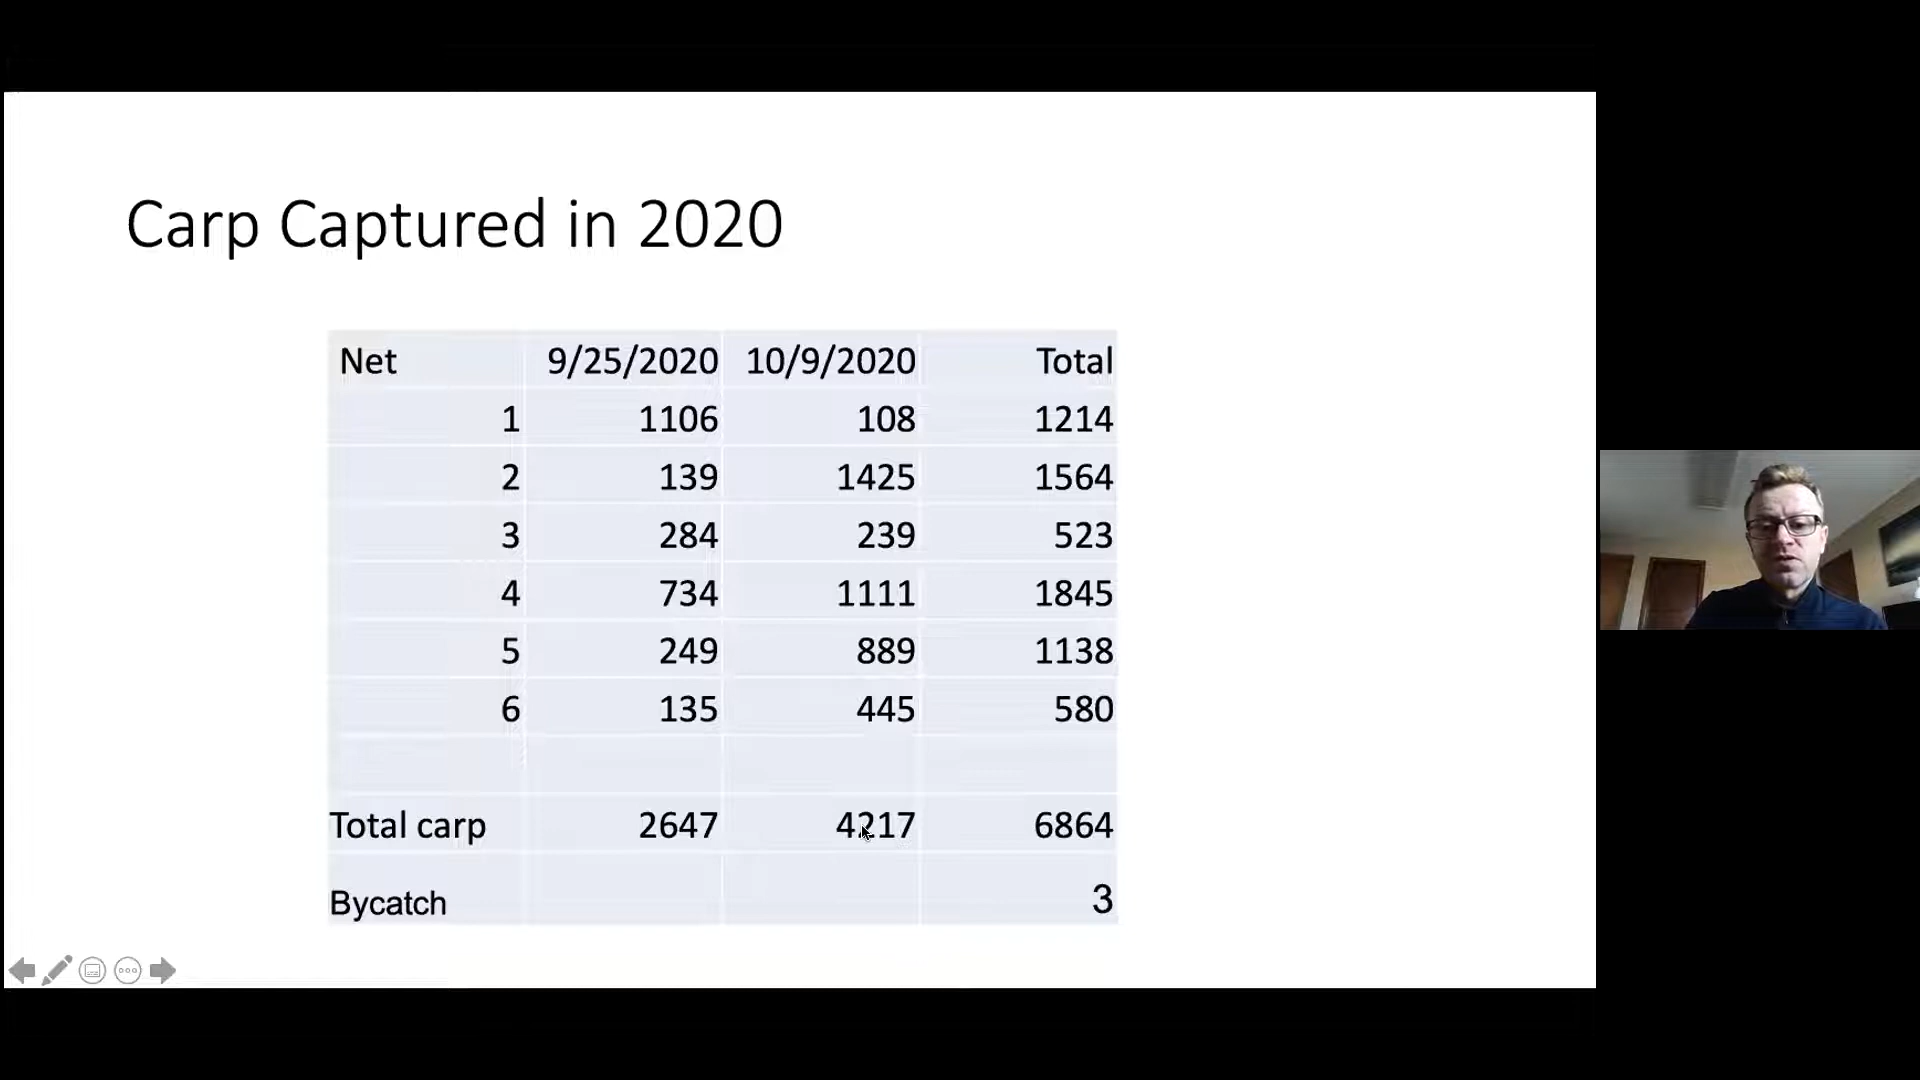 Carp Captured in 2020
Net 9/25/2020 10/9/2020 Total
1 1106 108 1214
2 139 1425 1564
3 284 239 523
4 734 1111 1845
5 249 889 1138
6 135 445 580
Total carp 2647 4217 6864
Bycatch 3